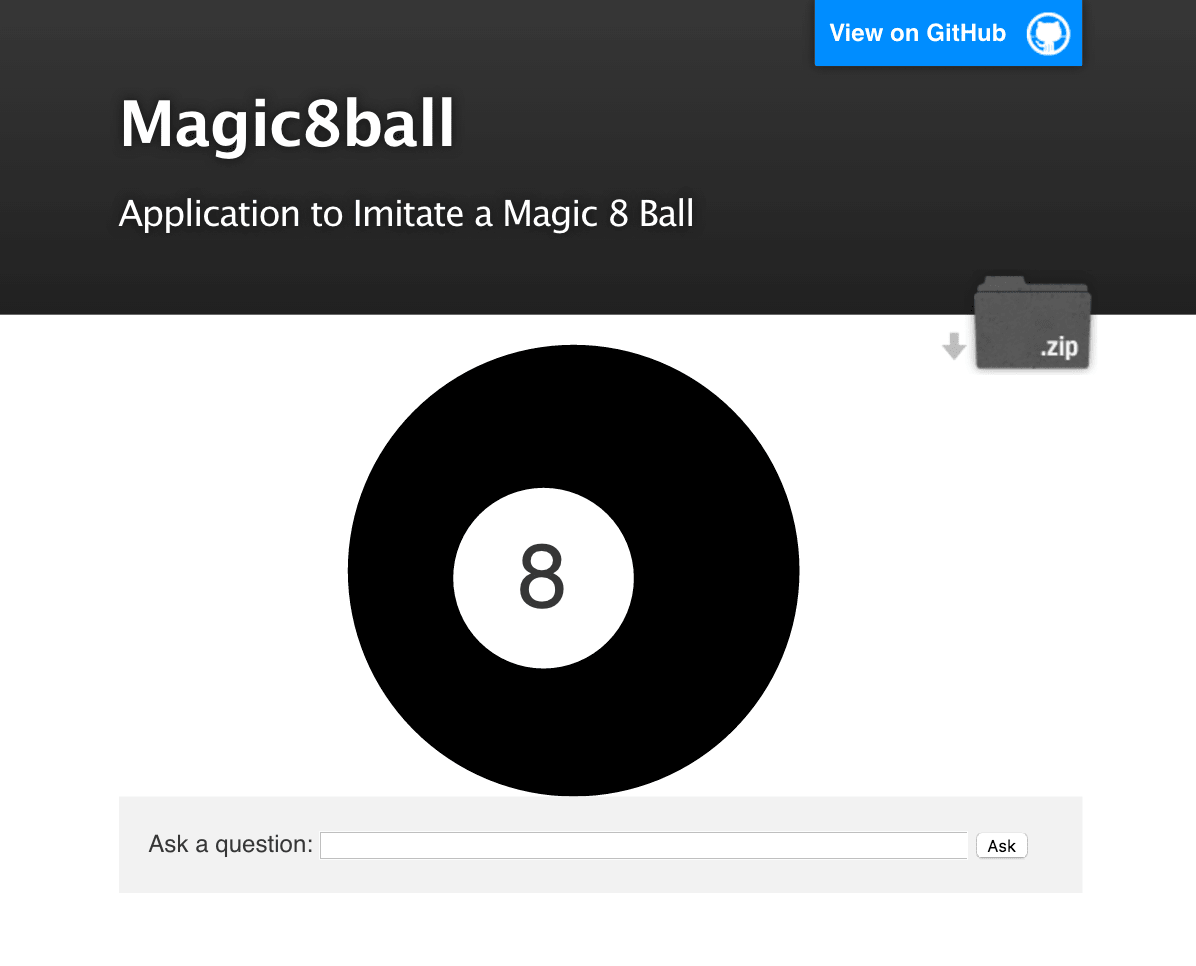 View on GitHub
Magic8ball
Application to Imitate a Magic 8 Ball
.zip
8
Ask a question:
Ask